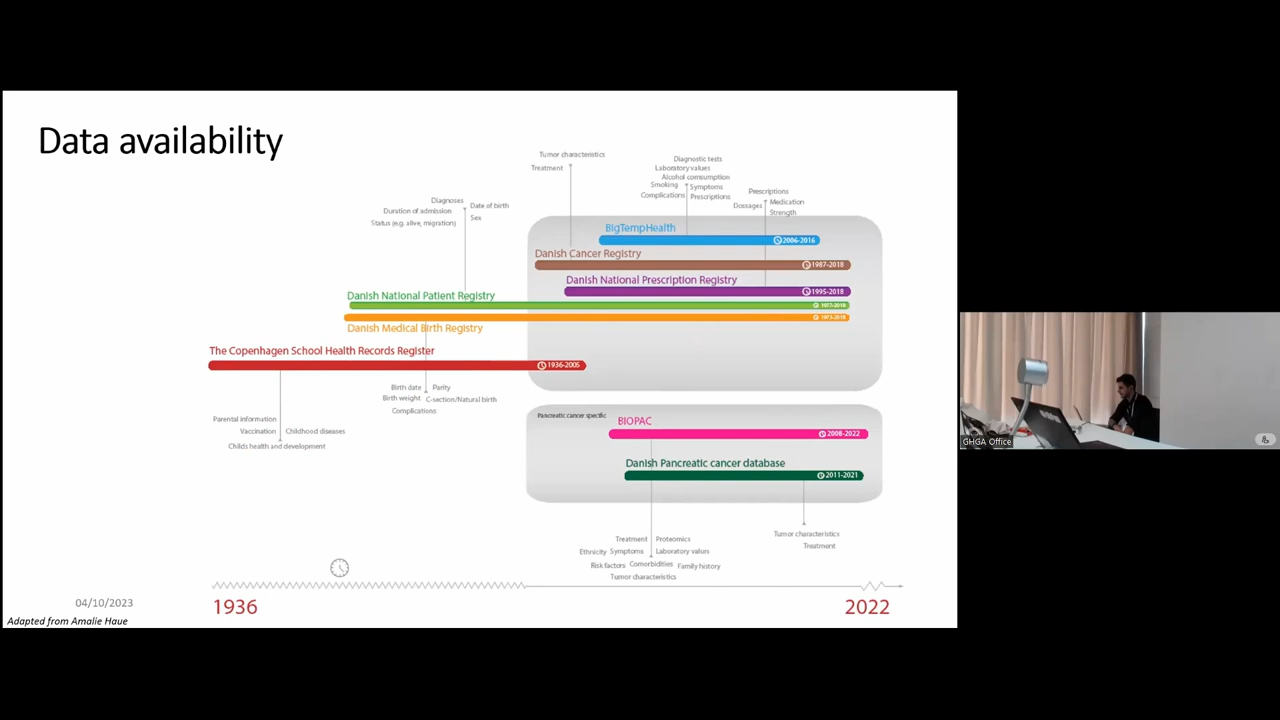 Data availability
Tumor characteristics
Treatment
Diagnostic tests
Laboratory values
Alcohol comsumption
Smoking
Symptoms
Complications
Prescriptions
Prescriptions
Medication
Dossages
Strength
Diagnoses
Date of birth
Duration of admission
Sex
Status (e.g. alive, migration)
BigTempHealth
2006-2016
Danish Cancer Registry
1987-2018
Danish National Prescription Registry
1995-2018
Danish National Patient Registry
1977-2018
Danish Medical Birth Registry
1973-2018
The Copenhagen School Health Records Register
1936-2005
Birth date
Parity
Birth weight
C-section/Natural birth
Complications
Parental information
Vaccination
Childhood diseases
Childs health and development
Pancreatic cancer specific
BIOPAC
2008-2022
Danish Pancreatic cancer database
2011-2021
Tumor characteristics
Treatment
Treatment
Proteomics
Ethnicity
Symptoms
Laboratory valurs
Risk factors
Comorbidities
Family history
Tumor characteristics
1936
2022
04/10/2023
Adapted from Amalie Haue
GHGA Office